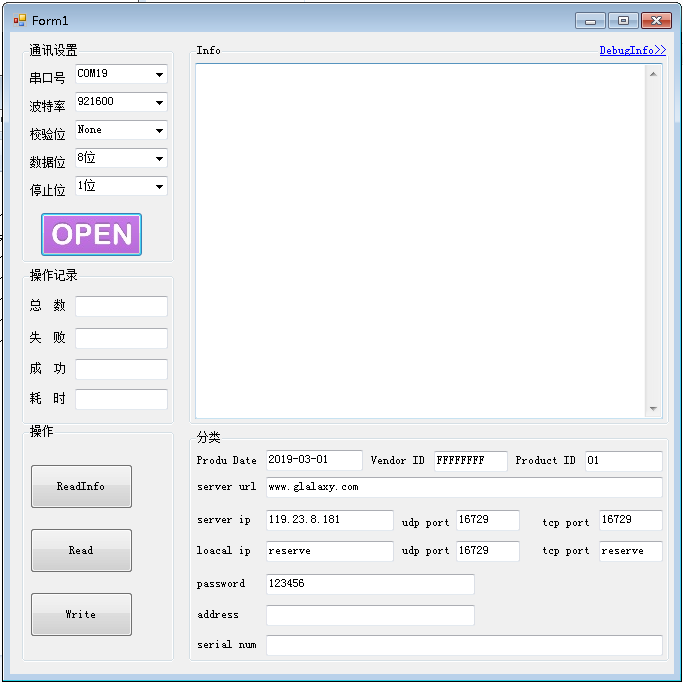 Form1
通讯设置
串口号 COM19
波特率 921600
校验位 None
数据位 8位
停止位 1位
OPEN
操作记录
总 数
失 败
成 功
耗 时
操作
ReadInfo
Read
Write
Info DebugInfo>>
分类
Produ Date 2019-03-01 Vendor ID FFFFFFFF Product ID 01
server url www.glalaxy.com
server ip 119.23.8.181 udp port 16729 tcp port 16729
loacal ip reserve udp port 16729 tcp port reserve
password 123456
address
serial num